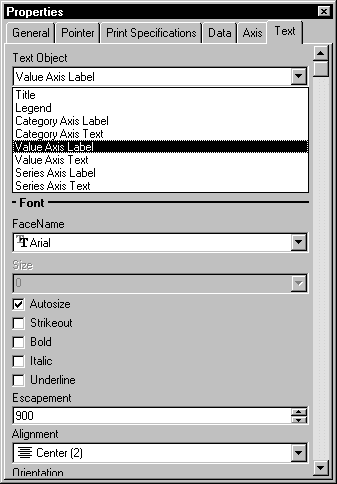 Properties
General Pointer Print Specifications Data Axis Text
Text Object
Value Axis Label
Title
Legend
Category Axis Label
Category Axis Text
Value Axis Label
Value Axis Text
Series Axis Label
Series Axis Text
Font
FaceName
Arial
Size
0
Autosize
Strikeout
Bold
Italic
Underline
Escapement
900
Alignment
Center (2)
Orientation